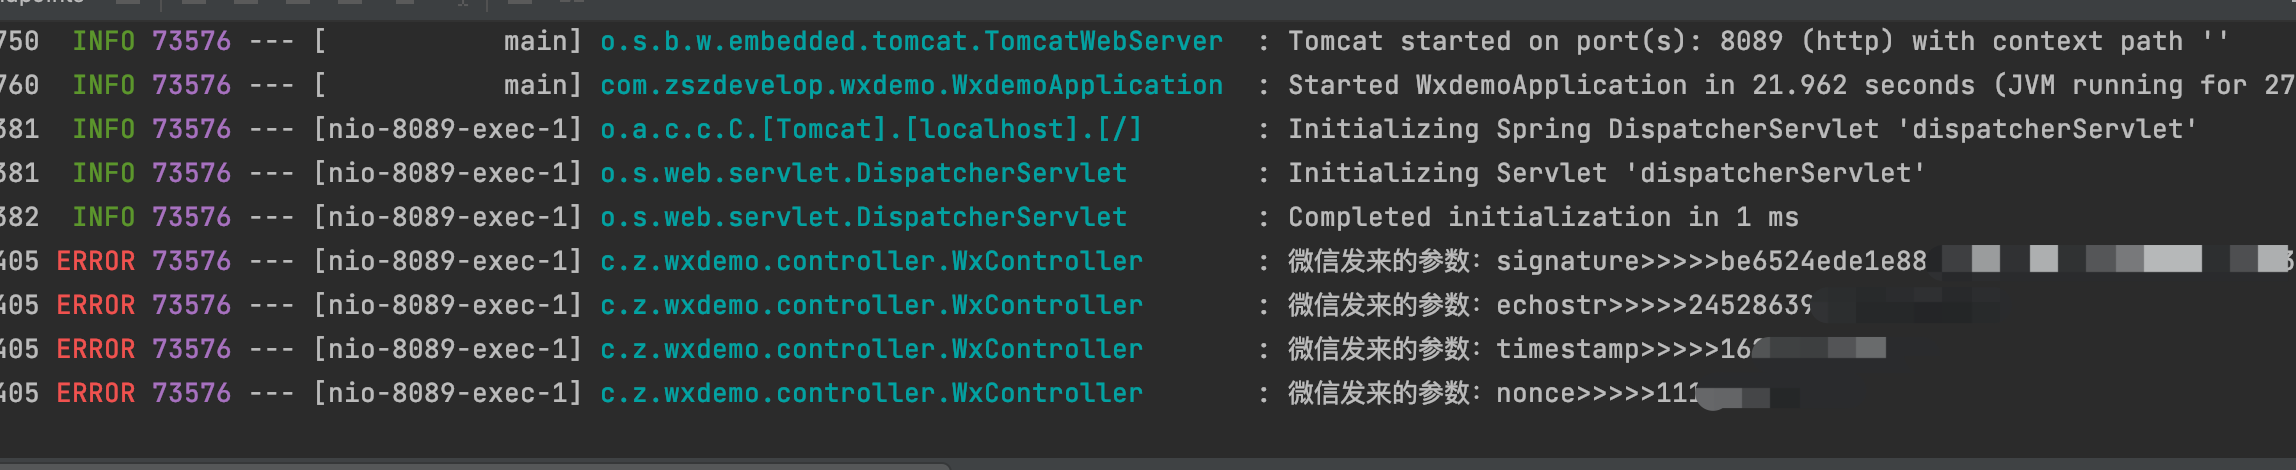 750  INFO 73576 --- [           main] o.s.b.w.embedded.tomcat.TomcatWebServer  : Tomcat started on port(s): 8089 (http) with context path ''
760  INFO 73576 --- [           main] com.zszdevelop.wxdemo.WxdemoApplication  : Started WxdemoApplication in 21.962 seconds (JVM running for 27
381  INFO 73576 --- [nio-8089-exec-1] o.a.c.c.C.[Tomcat].[localhost].[/]       : Initializing Spring DispatcherServlet 'dispatcherServlet'
381  INFO 73576 --- [nio-8089-exec-1] o.s.web.servlet.DispatcherServlet        : Initializing Servlet 'dispatcherServlet'
382  INFO 73576 --- [nio-8089-exec-1] o.s.web.servlet.DispatcherServlet        : Completed initialization in 1 ms
405 ERROR 73576 --- [nio-8089-exec-1] c.z.wxdemo.controller.WxController       : 微信发来的参数：signature>>>>>be6524ede1e88
405 ERROR 73576 --- [nio-8089-exec-1] c.z.wxdemo.controller.WxController       : 微信发来的参数：echostr>>>>>24528639
405 ERROR 73576 --- [nio-8089-exec-1] c.z.wxdemo.controller.WxController       : 微信发来的参数：timestamp>>>>>16
405 ERROR 73576 --- [nio-8089-exec-1] c.z.wxdemo.controller.WxController       : 微信发来的参数：nonce>>>>>111